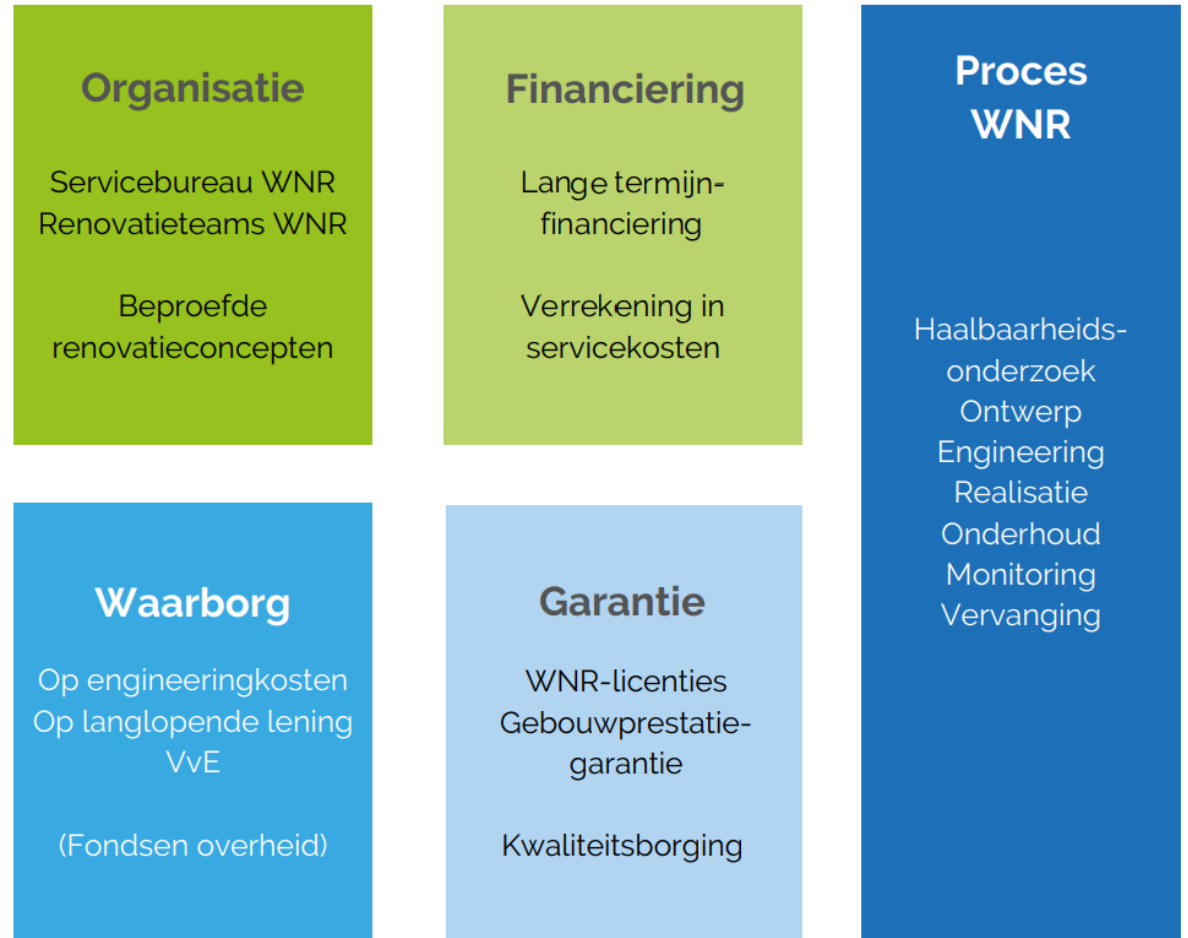 Organisatie
Servicebureau WNR
Renovatieteams WNR
Beproefde
renovatieconcepten
Financiering
Lange termijn-
financiering
Verrekening in
servicekosten
Proces
WNR
Haalbaarheids-
onderzoek
Ontwerp
Engineering
Realisatie
Onderhoud
Monitoring
Vervanging
Waarborg
Op engineeringkosten
Op langlopende lening
VvE
(Fondsen overheid)
Garantie
WNR-licenties
Gebouwprestatie-
garantie
Kwaliteitsborging